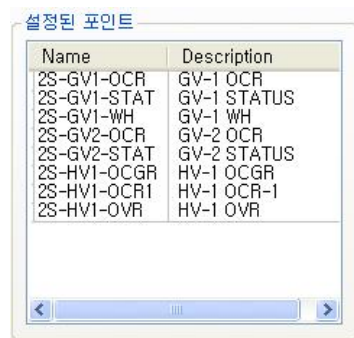 설정된 포인트
Name Description
2S-GV1-OCR GV-1 OCR
2S-GV1-STAT GV-1 STATUS
2S-GV1-WH GV-1 WH
2S-GV2-OCR GV-2 OCR
2S-GV2-STAT GV-2 STATUS
2S-HV1-OCGR HV-1 OCGR
2S-HV1-OCR1 HV-1 OCR-1
2S-HV1-OVR HV-1 OVR